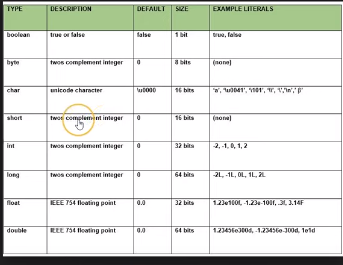 TYPE DESCRIPTION DEFAULT SIZE EXAMPLE LITERALS
boolean true or false false 1 bit true, false
byte twos complement integer 0 8 bits (none)
char unicode character \u0000 16 bits 'a', '\u0041', '\101', '\\', '\','\n',' β'
short twos complement integer 0 16 bits (none)
int twos complement integer 0 32 bits -2, -1, 0, 1, 2
long twos complement integer 0 64 bits -2L, -1L, 0L, 1L, 2L
float IEEE 754 floating point 0.0 32 bits 1.23e100f, -1.23e-100f, .3f, 3.14F
double IEEE 754 floating point 0.0 64 bits 1.23456e300d, -1.23456e-300d, 1e1d